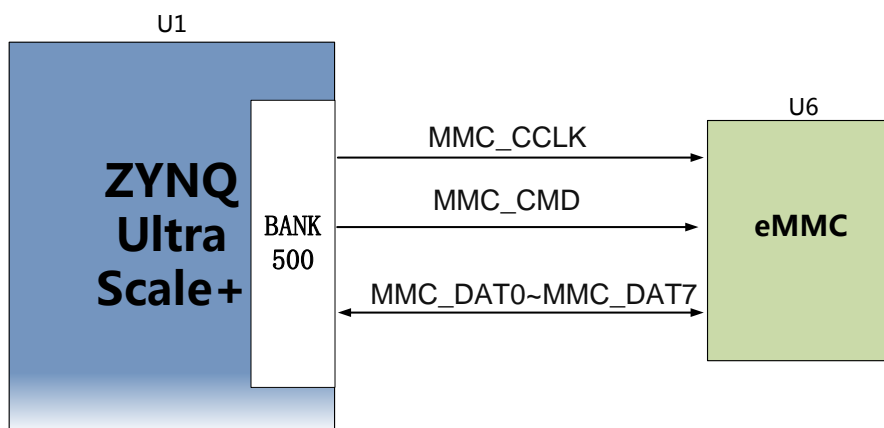 U1
U6
ZYNQ
Ultra
Scale+
BANK
500
MMC_CCLK
MMC_CMD
MMC_DAT0~MMC_DAT7
eMMC